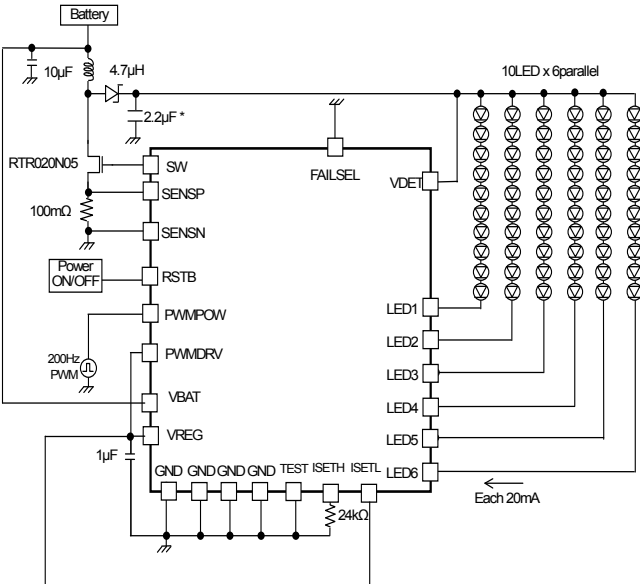 Battery
10μF
4.7μH
2.2μF *
10LED x 6parallel
RTR020N05
100mΩ
SW
FAILSEL
VDET
SENSP
SENSN
Power
ON/OFF
RSTB
PWMPOW
LED1
200Hz
PWM
PWMDRV
LED2
LED3
VBAT
LED4
VREG
LED5
1μF
GND GND GND GND TEST ISETH ISETL
LED6
24kΩ
Each 20mA